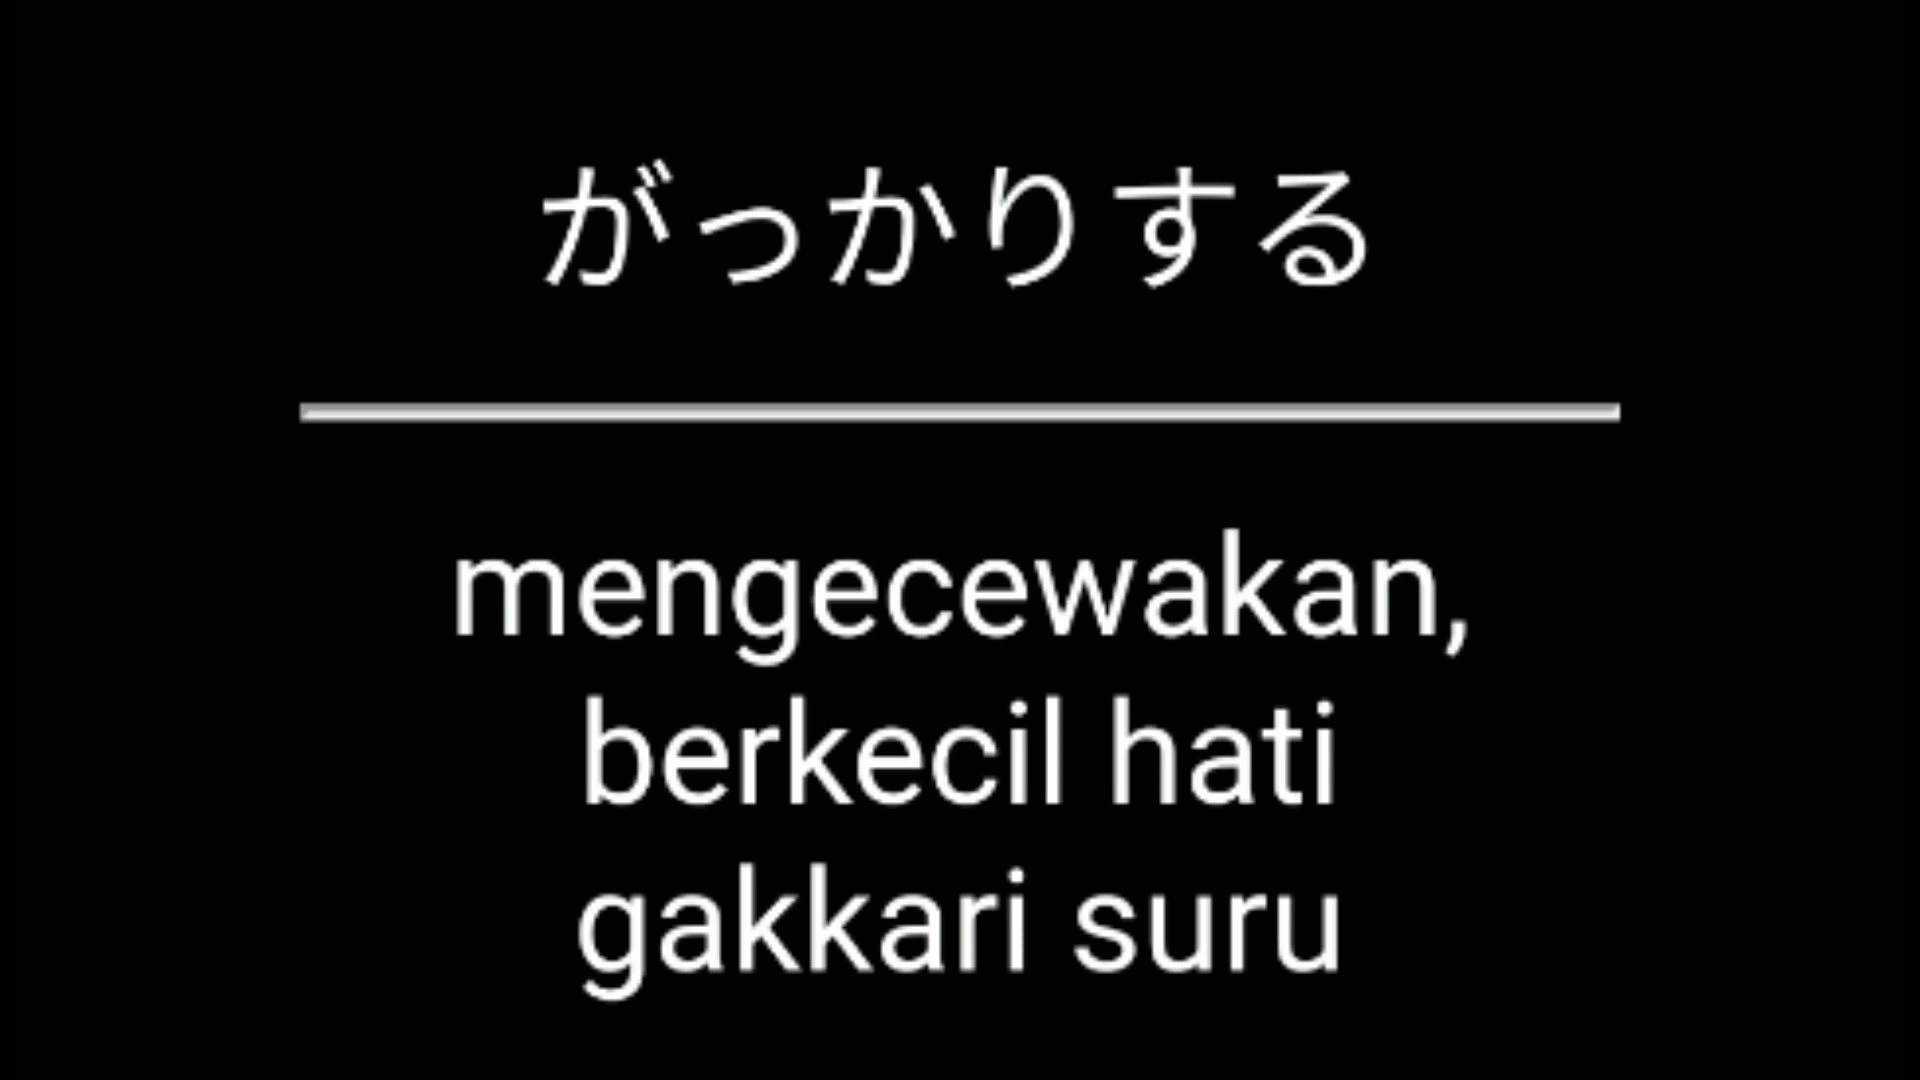 がっかりする
mengecewakan,
berkecil hati
gakkari suru